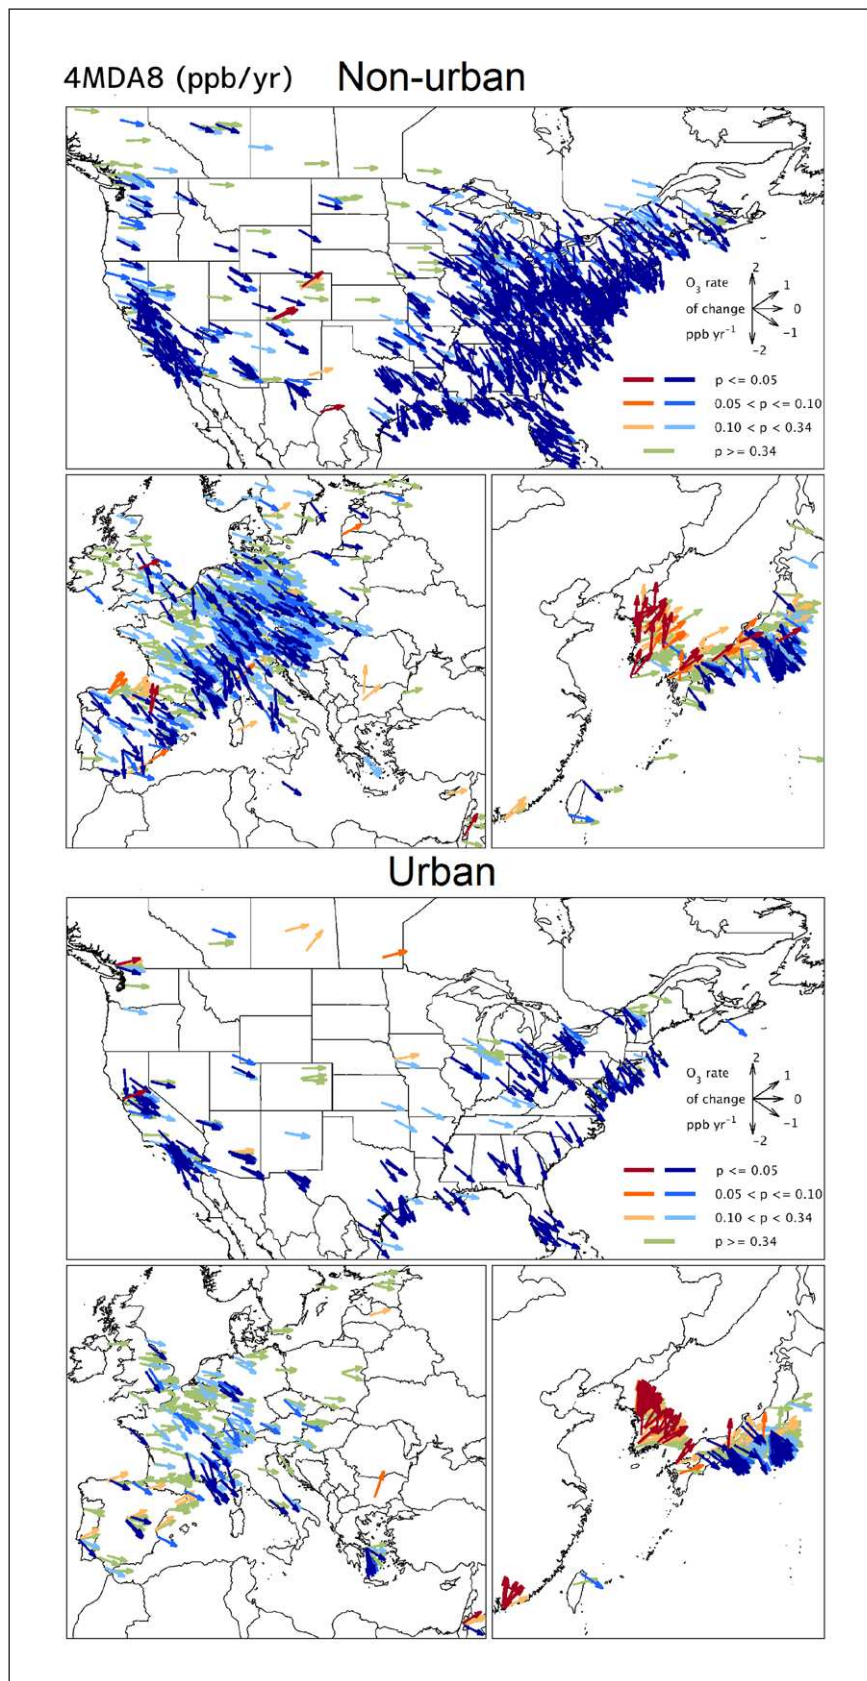 4MDA8 (ppb/yr) Non-urban
2
O3 rate 1
of change 0
ppb yr−1 −1
−2
p <= 0.05
0.05 < p <= 0.10
0.10 < p < 0.34
p >= 0.34
Urban
2
O3 rate 1
of change 0
ppb yr−1 −1
−2
p <= 0.05
0.05 < p <= 0.10
0.10 < p < 0.34
p >= 0.34